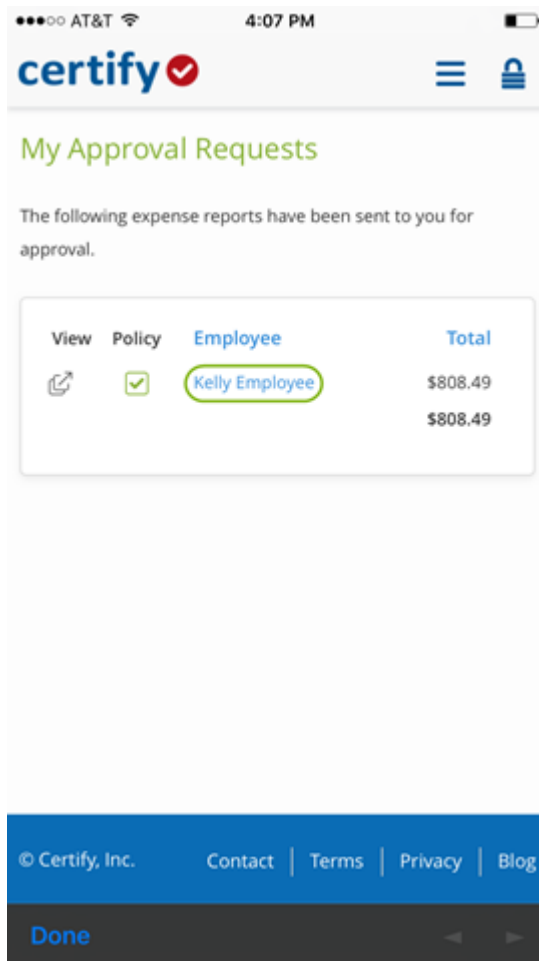 AT&T 4:07 PM
certify
My Approval Requests
The following expense reports have been sent to you for
approval.
View Policy Employee Total
Kelly Employee $808.49
$808.49
© Certify, Inc. Contact | Terms | Privacy | Blog
Done